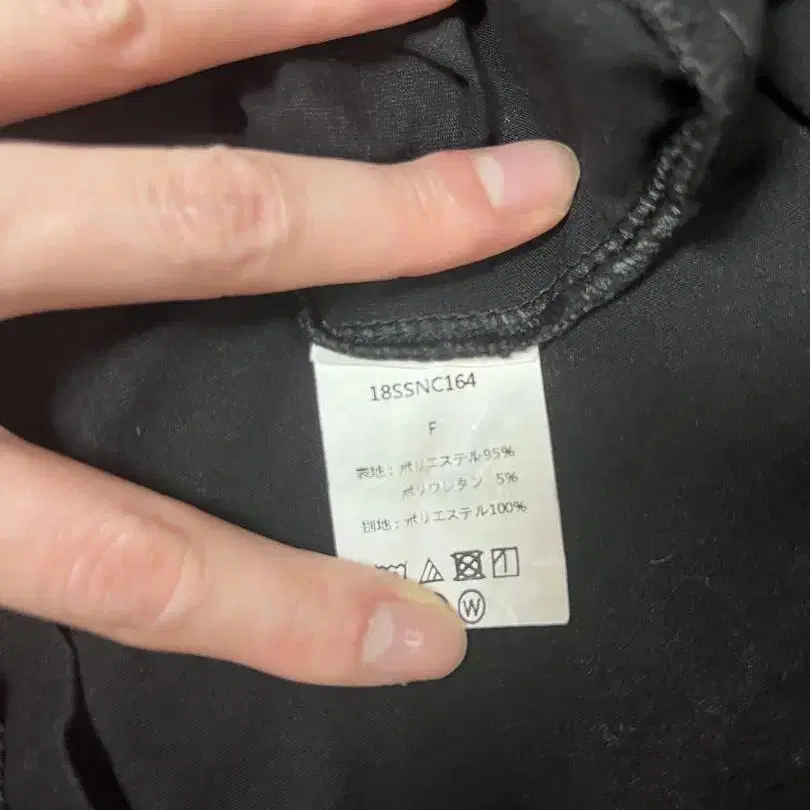 18SSNC164
F
表地：ポリエステル95%
ポリウレタン 5%
別地：ポリエステル100%
W